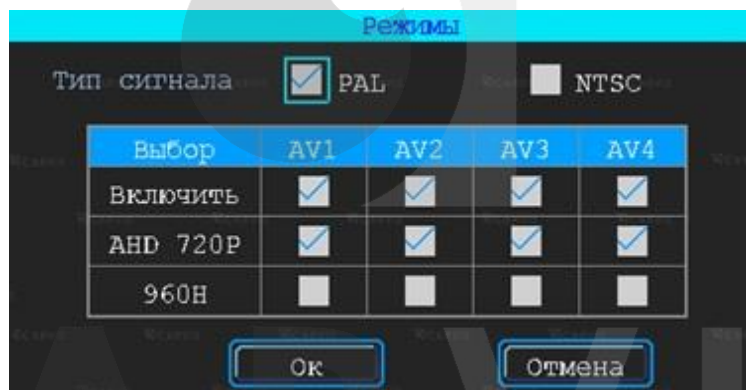 Режимы
Тип сигнала PAL NTSC
Выбор AV1 AV2 AV3 AV4
Включить
AHD 720P
960H
Ок Отмена